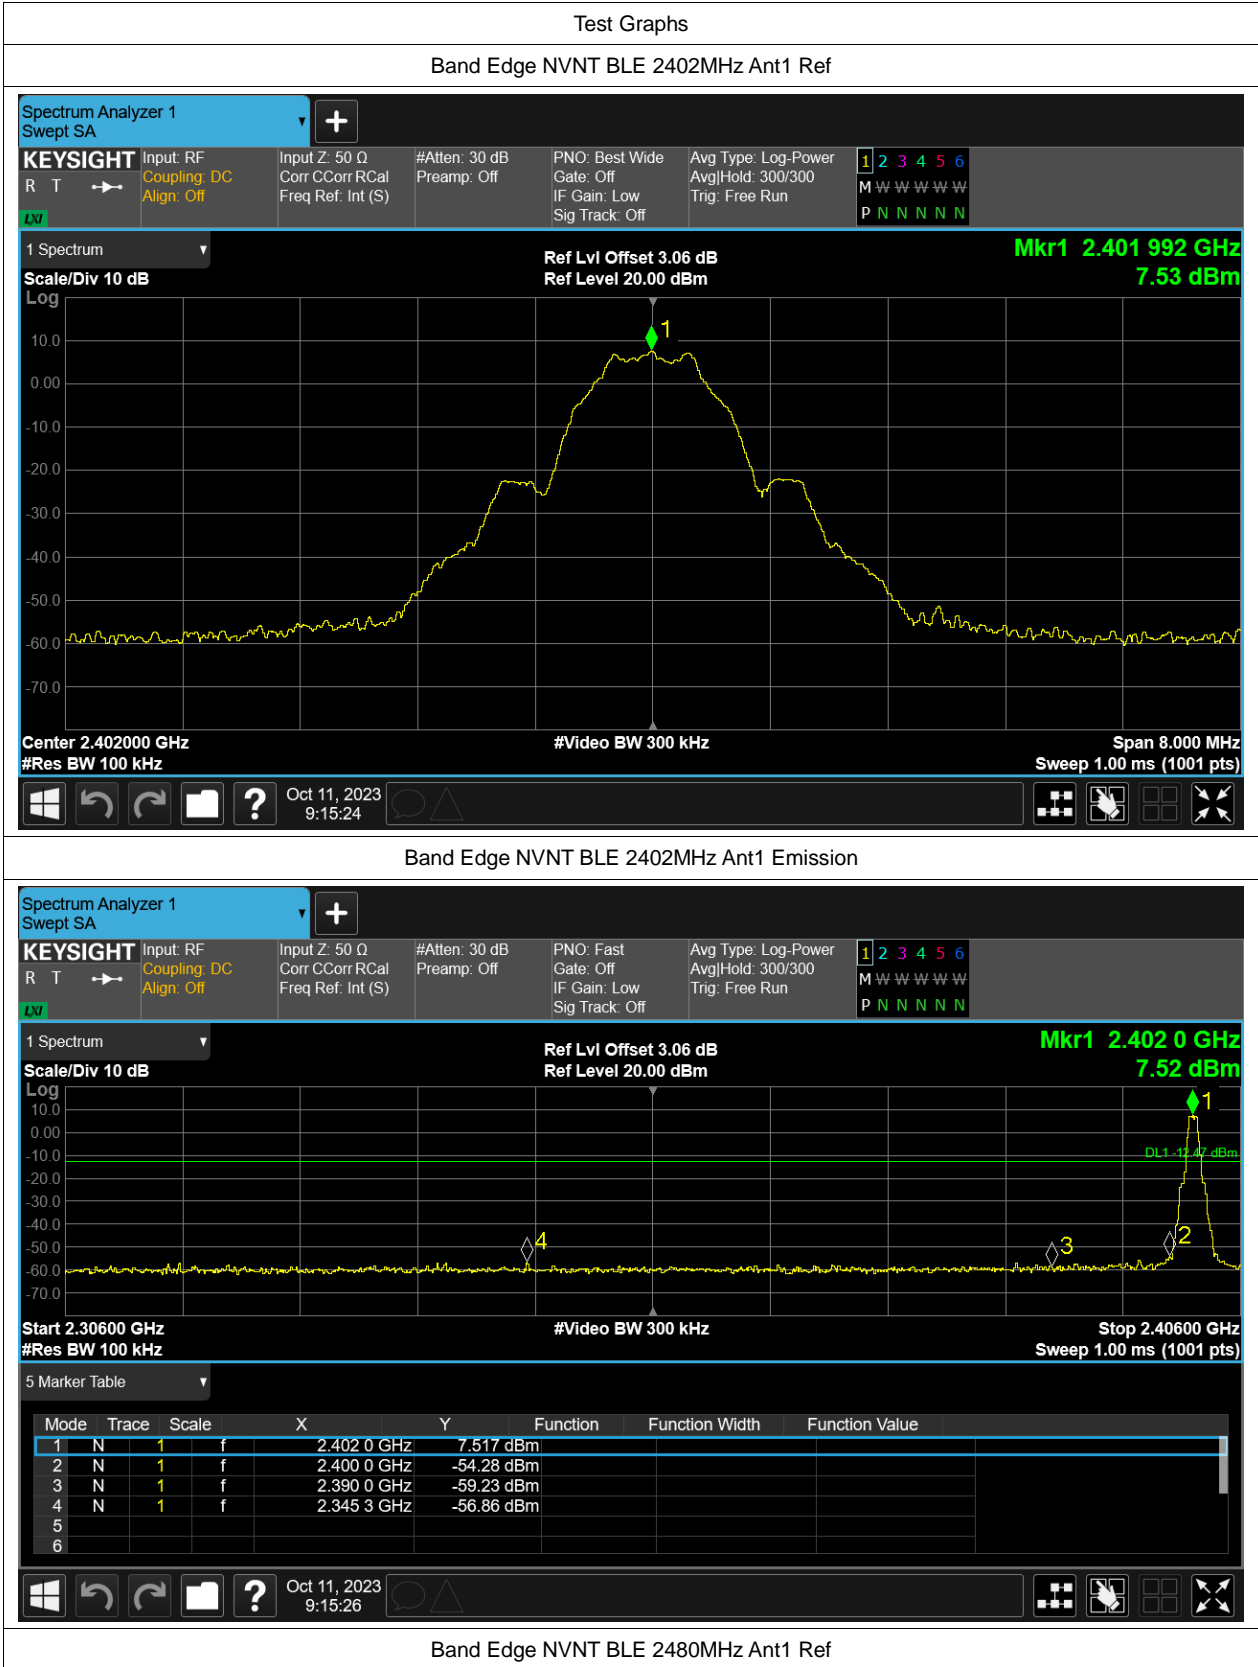 Test Graphs
Band Edge NVNT BLE 2402MHz Ant1 Ref
Spectrum Analyzer 1
Swept SA
KEYSIGHT
R T
LXI
Input: RF
Coupling: DC
Align: Off
Input Z: 50 Ω
Corr CCorr RCal
Freq Ref: Int (S)
#Atten: 30 dB
Preamp: Off
PNO: Best Wide
Gate: Off
IF Gain: Low
Sig Track: Off
Avg Type: Log-Power
Avg|Hold: 300/300
Trig: Free Run
1 2 3 4 5 6
M W W W W W
P N N N N N
1 Spectrum
Scale/Div 10 dB
Ref Lvl Offset 3.06 dB
Ref Level 20.00 dBm
Mkr1 2.401 992 GHz
7.53 dBm
Log
1
10.0
0.00
-10.0
-20.0
-30.0
-40.0
-50.0
-60.0
-70.0
Center 2.402000 GHz
#Video BW 300 kHz
Span 8.000 MHz
#Res BW 100 kHz
Sweep 1.00 ms (1001 pts)
?
Oct 11, 2023
9:15:24
Band Edge NVNT BLE 2402MHz Ant1 Emission
Spectrum Analyzer 1
Swept SA
KEYSIGHT
R T
LXI
Input: RF
Coupling: DC
Align: Off
Input Z: 50 Ω
Corr CCorr RCal
Freq Ref: Int (S)
#Atten: 30 dB
Preamp: Off
PNO: Fast
Gate: Off
IF Gain: Low
Sig Track: Off
Avg Type: Log-Power
Avg|Hold: 300/300
Trig: Free Run
1 2 3 4 5 6
M W W W W W
P N N N N N
1 Spectrum
Scale/Div 10 dB
Ref Lvl Offset 3.06 dB
Ref Level 20.00 dBm
Mkr1 2.402 0 GHz
7.52 dBm
Log
10.0
0.00
-10.0
-20.0
-30.0
-40.0
-50.0
-60.0
-70.0
1
DL1 -12.47 dBm
2
3
4
Start 2.30600 GHz
#Video BW 300 kHz
Stop 2.40600 GHz
#Res BW 100 kHz
Sweep 1.00 ms (1001 pts)
5 Marker Table
Mode Trace Scale X Y Function Function Width Function Value
1 N 1 f 2.402 0 GHz 7.517 dBm
2 N 1 f 2.400 0 GHz -54.28 dBm
3 N 1 f 2.390 0 GHz -59.23 dBm
4 N 1 f 2.345 3 GHz -56.86 dBm
5
6
?
Oct 11, 2023
9:15:26
Band Edge NVNT BLE 2480MHz Ant1 Ref